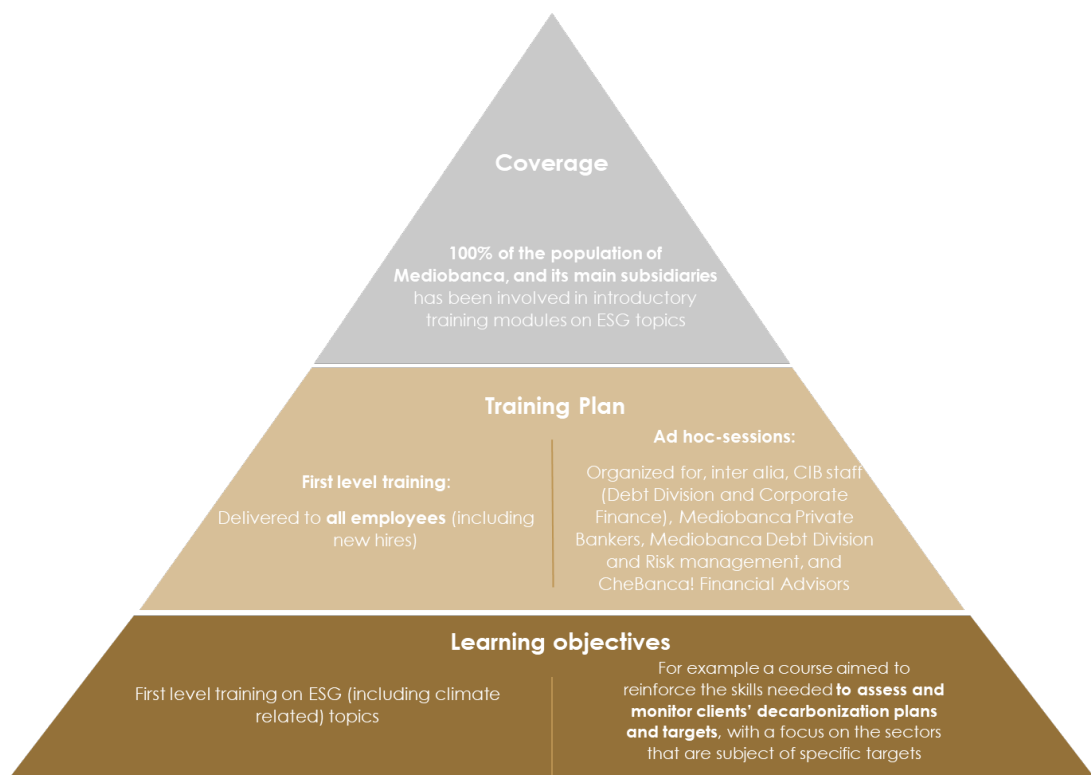 Coverage
100% of the population of
Mediobanca, and its main subsidiaries
has been involved in introductory
training modules on ESG topics
Training Plan
First level training:
Delivered to all employees (including
new hires)
Ad hoc-sessions:
Organized for, inter alia, CIB staff
(Debt Division and Corporate
Finance), Mediobanca Private
Bankers, Mediobanca Debt Division
and Risk management, and
CheBanca! Financial Advisors
Learning objectives
First level training on ESG (including climate
related) topics
For example a course aimed to
reinforce the skills needed to assess and
monitor clients’ decarbonization plans
and targets, with a focus on the sectors
that are subject of specific targets